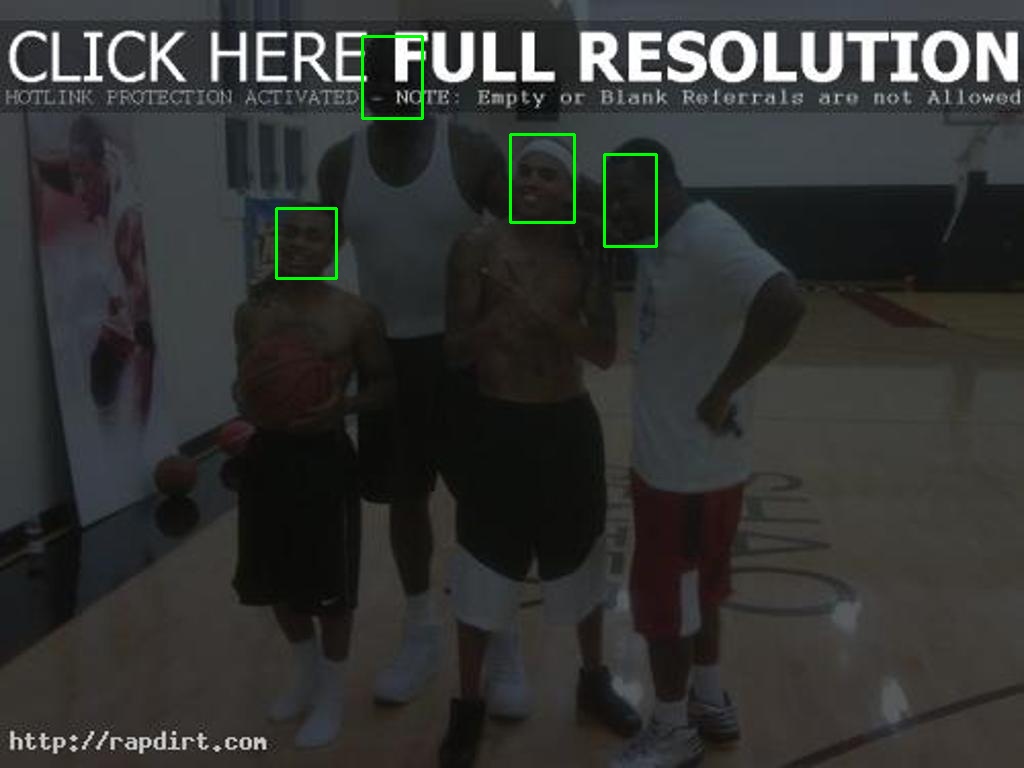 CLICK HERE FULL RESOLUTION
HOTLINK PROTECTION ACTIVATED - NOTE: Empty or Blank Referrals are not Allowed
http://rapdirt.com